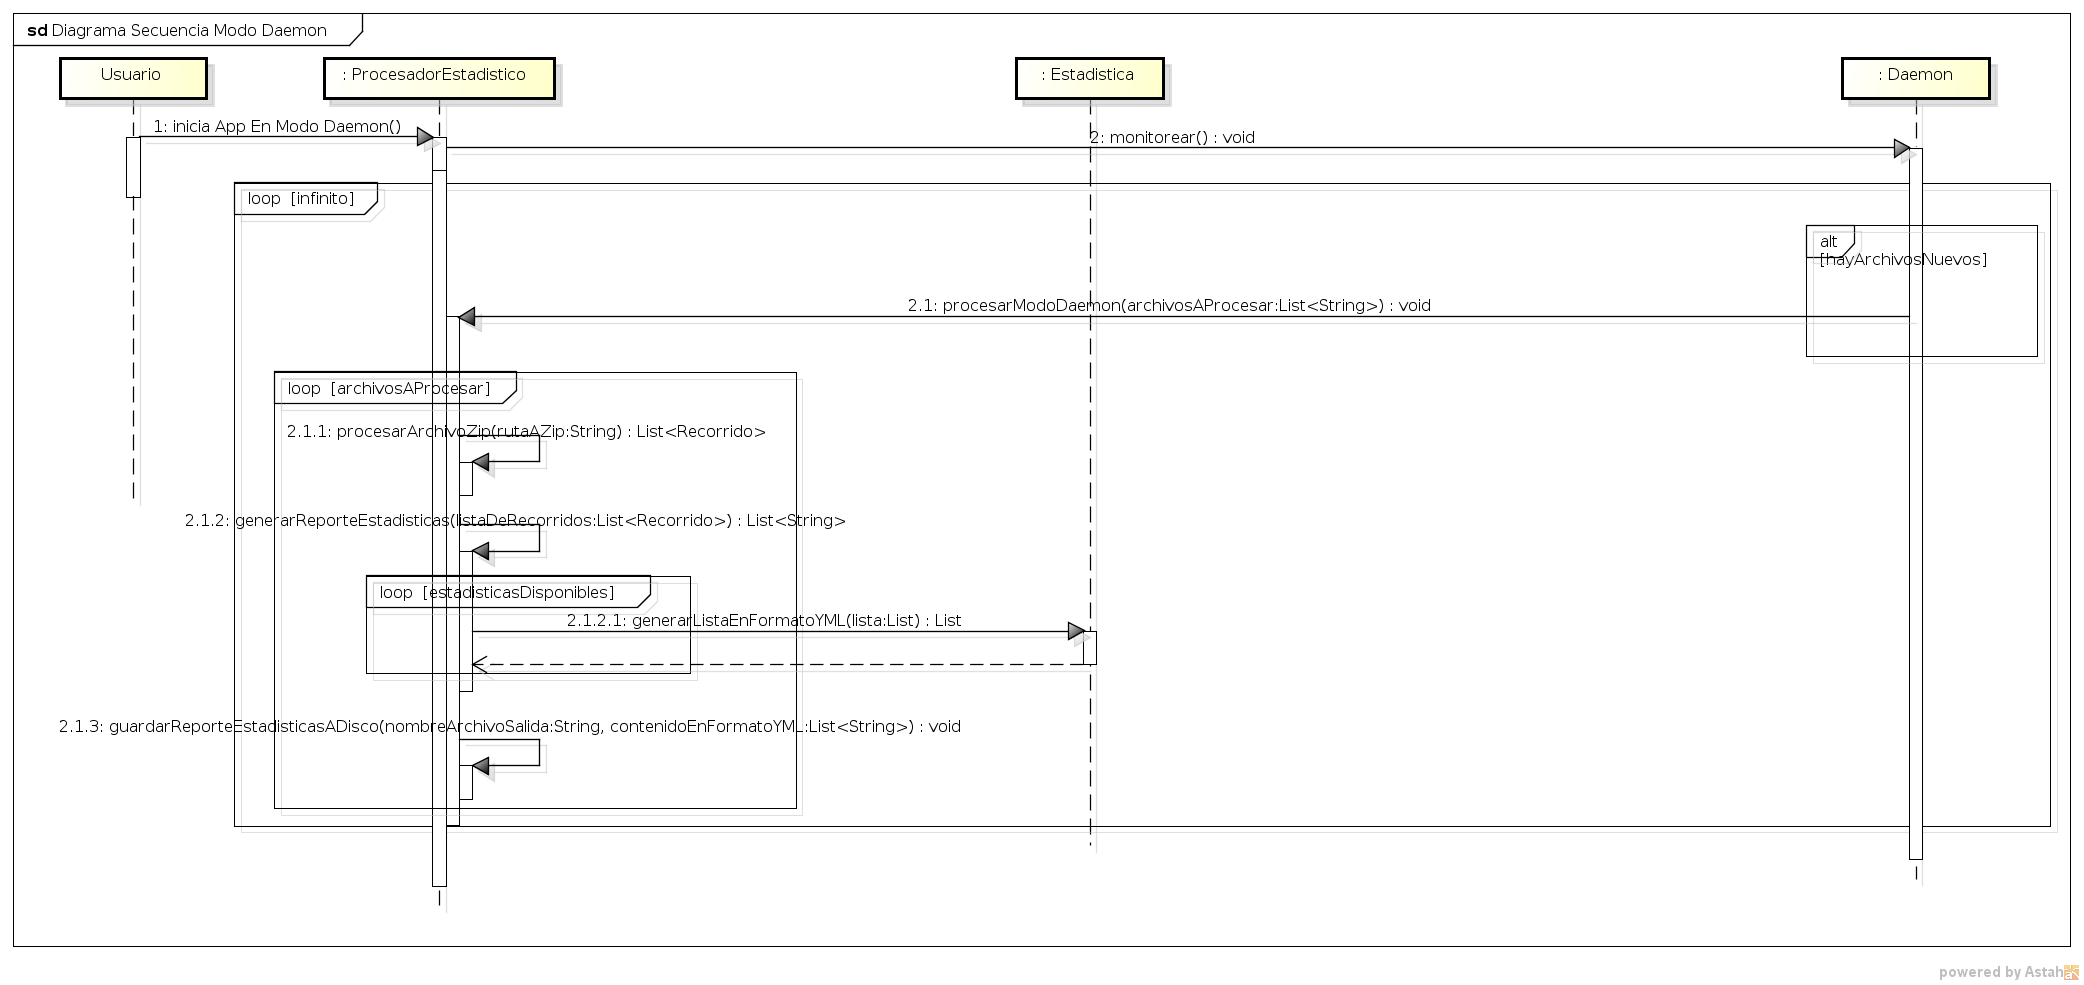 sd Diagrama Secuencia Modo Daemon
Usuario
: ProcesadorEstadistico
: Estadistica
: Daemon
1: inicia App En Modo Daemon()
2: monitorear() : void
loop [infinito]
alt
[hayArchivosNuevos]
2.1: procesarModoDaemon(archivosAProcesar:List<String>) : void
loop [archivosAProcesar]
2.1.1: procesarArchivoZip(rutaAZip:String) : List<Recorrido>
2.1.2: generarReporteEstadisticas(listaDeRecorridos:List<Recorrido>) : List<String>
loop [estadisticasDisponibles]
2.1.2.1: generarListaEnFormatoYML(lista:List) : List
2.1.3: guardarReporteEstadisticasADisco(nombreArchivoSalida:String, contenidoEnFormatoYML:List<String>) : void
powered by Astah